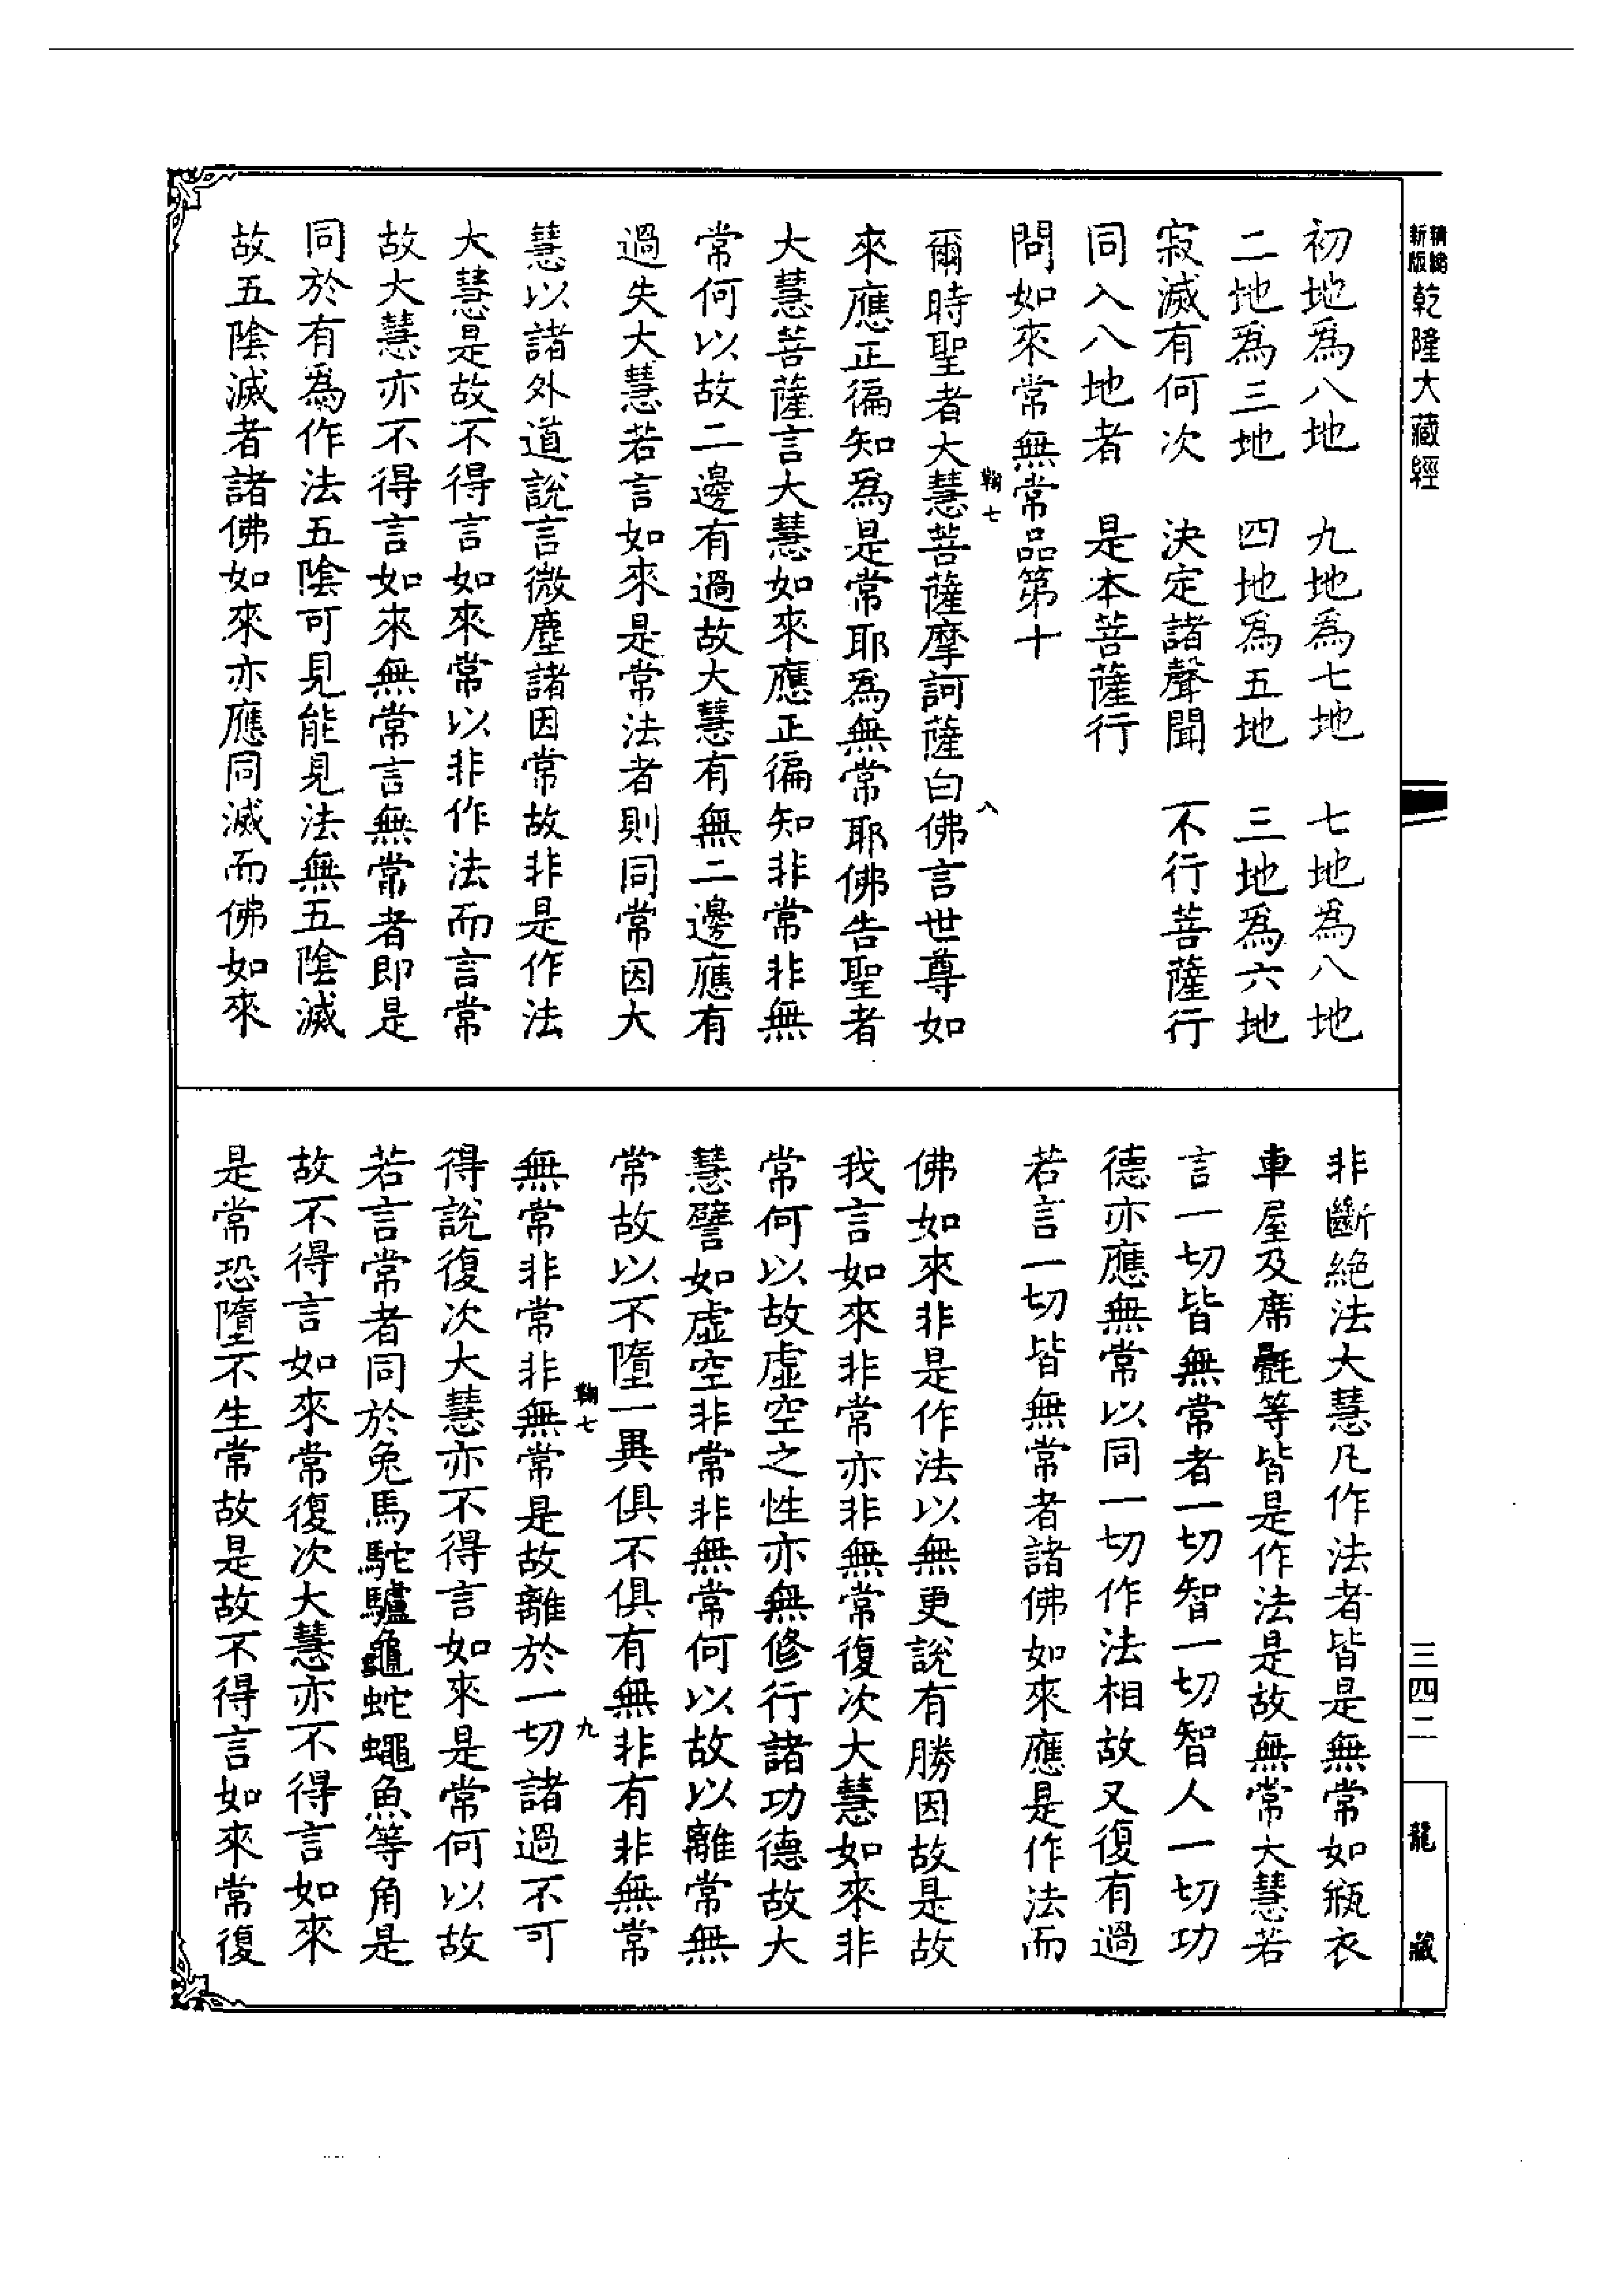 精縮新版乾隆大藏經
初地爲八地　九地爲七地　七地爲八地
二地爲三地　四地爲五地　三地爲六地
寂滅有何次　決定諸聲聞　不行菩薩行
同入八地者　是本菩薩行
問如來常無常品第十
鞠七　八
爾時聖者大慧菩薩摩訶薩白佛言世尊如
來應正徧知爲是常耶爲無常耶佛告聖者
大慧菩薩言大慧如來應正徧知非常非無
常何以故二邊有過故大慧有無二邊應有
過失大慧若言如來是常法者則同常因大
慧以諸外道說言微塵諸因常故非是作法
大慧是故不得言如來常以非作法而言常
故大慧亦不得言如來無常言無常者即是
同於有爲作法五陰可見能見法無五陰滅
故五陰滅者諸佛如來亦應同滅而佛如來
非斷絕法大慧凡作法者皆是無常如瓶衣
車屋及席㲲等皆是作法是故無常大慧若
言一切皆無常者一切智一切智人一切功
德亦應無常以同一切作法相故又復有過
若言一切皆無常者諸佛如來應是作法而
佛如來非是作法以無更說有勝因故是故
我言如來非常亦非無常復次大慧如來非
常何以故虛空之性亦無修行諸功德故大
慧譬如虛空非常非無常何以故以離常無
常故以不墮一異俱不俱有無非有非無常
鞠七　九
無常非常非無常是故離於一切諸過不可
得說復次大慧亦不得言如來是常何以故
若言常者同於兔馬駝驢龜蛇蠅魚等角是
故不得言如來常復次大慧亦不得言如來
是常恐墮不生常故是故不得言如來常復
三四二
龍藏